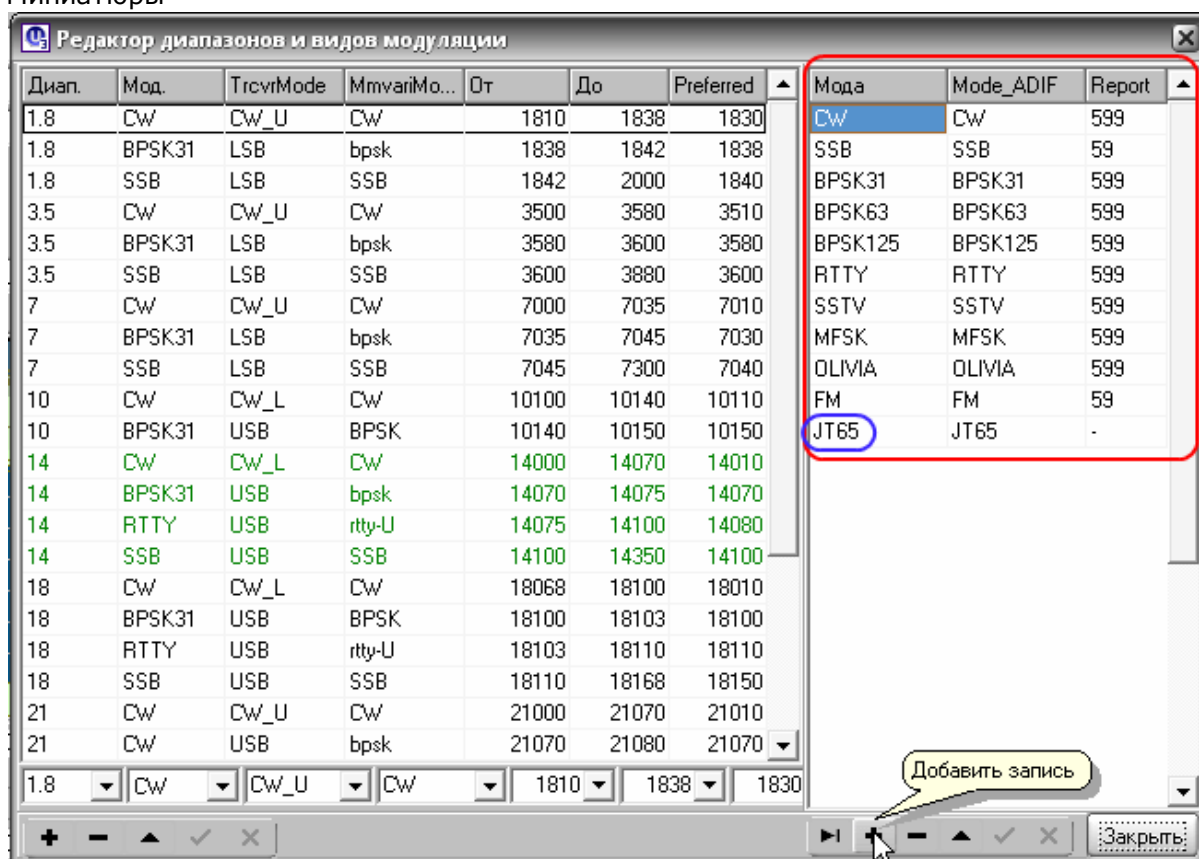 Миниатюры
Редактор диапазонов и видов модуляции
Диап. Мод. TrcvrMode MmvariMo... От До Preferred
1.8 CW CW_U CW 1810 1838 1830
1.8 BPSK31 LSB bpsk 1838 1842 1838
1.8 SSB LSB SSB 1842 2000 1840
3.5 CW CW_U CW 3500 3580 3510
3.5 BPSK31 LSB bpsk 3580 3600 3580
3.5 SSB LSB SSB 3600 3880 3600
7 CW CW_U CW 7000 7035 7010
7 BPSK31 LSB bpsk 7035 7045 7030
7 SSB LSB SSB 7045 7300 7040
10 CW CW_L CW 10100 10140 10110
10 BPSK31 USB BPSK 10140 10150 10150
14 CW CW_L CW 14000 14070 14010
14 BPSK31 USB bpsk 14070 14075 14070
14 RTTY USB rtty-U 14075 14100 14080
14 SSB USB SSB 14100 14350 14100
18 CW CW_L CW 18068 18100 18010
18 BPSK31 USB BPSK 18100 18103 18100
18 RTTY USB rtty-U 18103 18110 18110
18 SSB USB SSB 18110 18168 18150
21 CW CW_U CW 21000 21070 21010
21 CW USB bpsk 21070 21080 21070
1.8 CW CW_U CW 1810 1838 1830
Мода Mode_ADIF Report
CW CW 599
SSB SSB 59
BPSK31 BPSK31 599
BPSK63 BPSK63 599
BPSK125 BPSK125 599
RTTY RTTY 599
SSTV SSTV 599
MFSK MFSK 599
OLIVIA OLIVIA 599
FM FM 59
JT65 JT65 -
Добавить запись
Закрыть